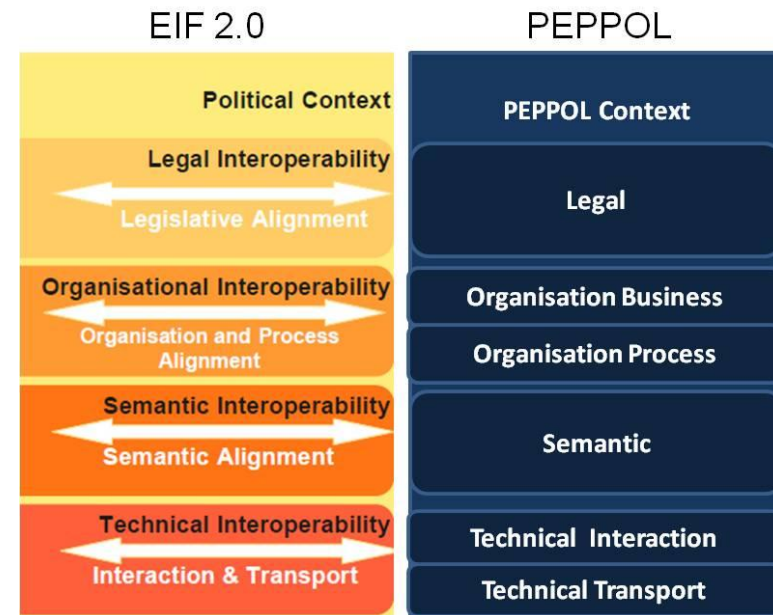 EIF 2.0
Political Context
Legal Interoperability
Legislative Alignment
Organisational Interoperability
Organisation and Process
Alignment
Semantic Interoperability
Semantic Alignment
Technical Interoperability
Interaction & Transport
PEPPOL
PEPPOL Context
Legal
Organisation Business
Organisation Process
Semantic
Technical Interaction
Technical Transport